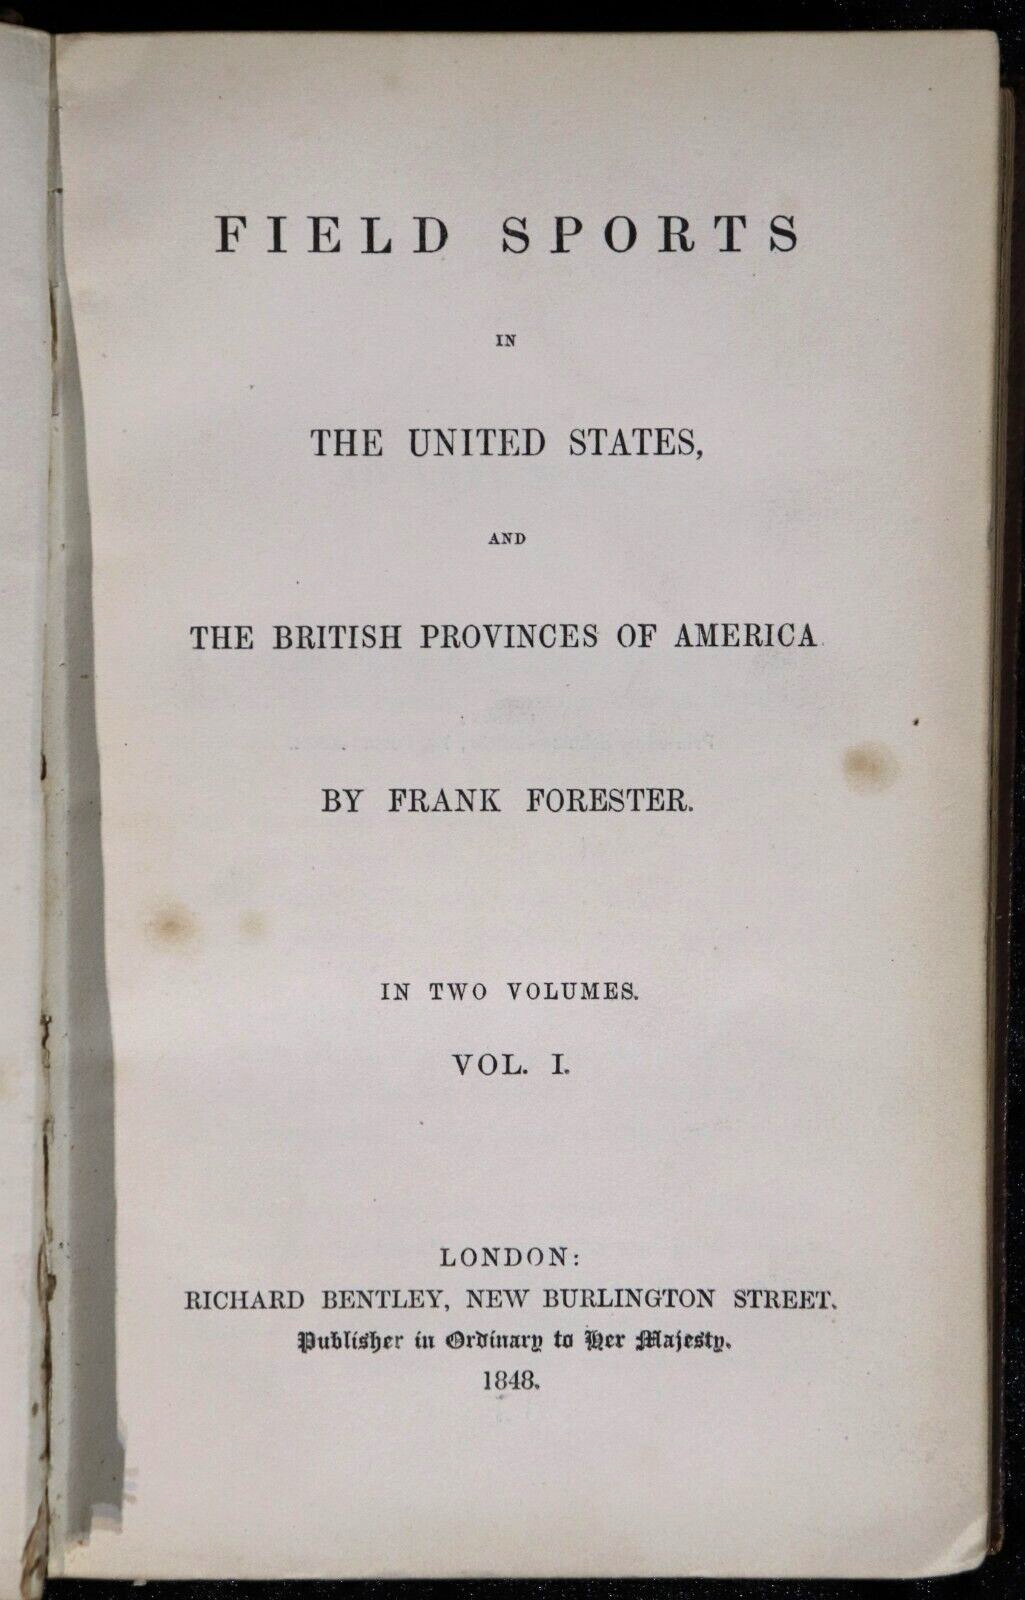 FIELD SPORTS
IN
THE UNITED STATES,
AND
THE BRITISH PROVINCES OF AMERICA.
BY FRANK FORESTER.
IN TWO VOLUMES.
VOL. I.
LONDON:
RICHARD BENTLEY, NEW BURLINGTON STREET.
Publisher in Ordinary to Her Majesty.
1848.